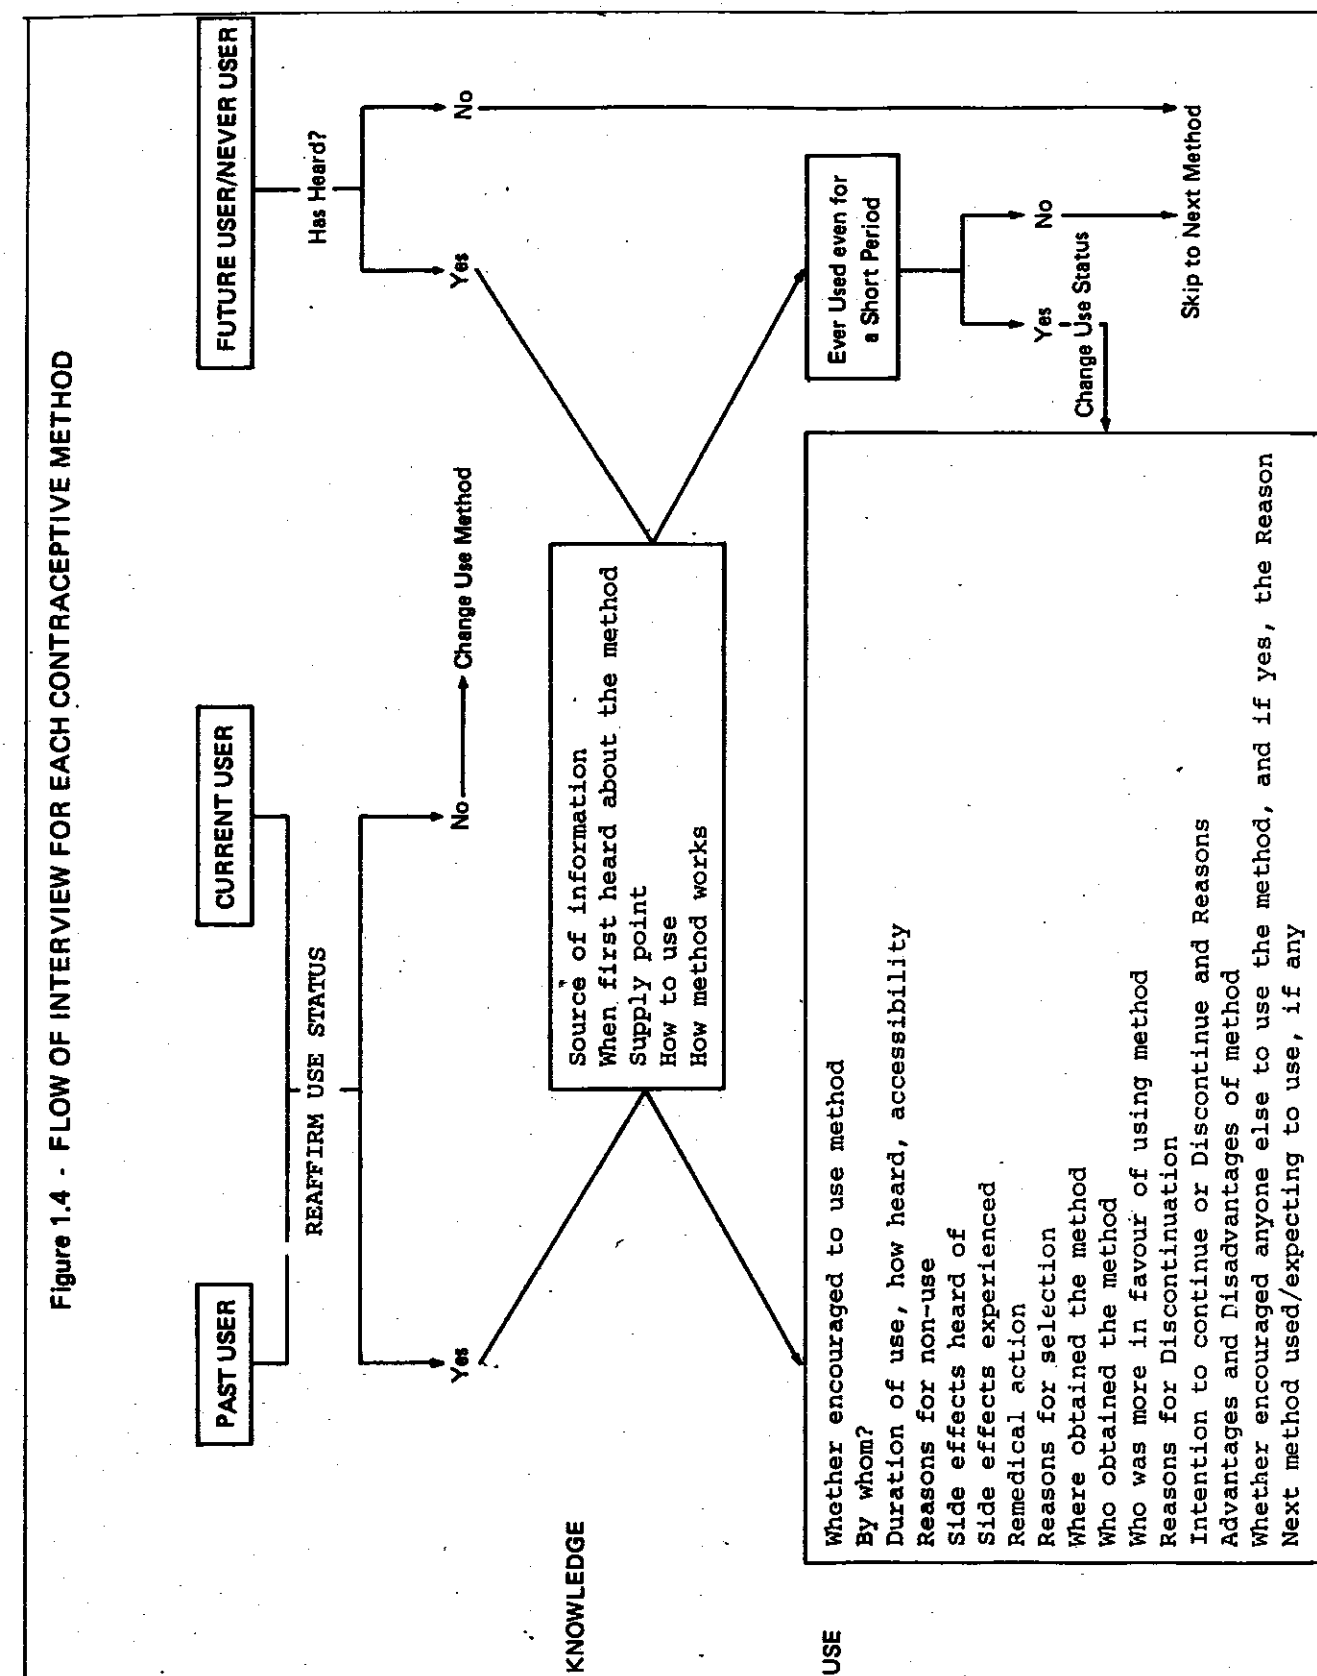 Figure 1.4 - FLOW OF INTERVIEW FOR EACH CONTRACEPTIVE METHOD
PAST USER
CURRENT USER
FUTURE USER/NEVER USER
REAFFIRM USE STATUS
Has Heard?
Yes
No
Change Use Method
Yes
No
KNOWLEDGE
Source of information
When first heard about the method
Supply point
How to use
How method works
Ever Used even for
a Short Period
Yes
No
Change Use Status
Skip to Next Method
USE
Whether encouraged to use method
By whom?
Duration of use, how heard, accessibility
Reasons for non-use
Side effects heard of
Side effects experienced
Remedical action
Reasons for selection
Where obtained the method
Who obtained the method
Who was more in favour of using method
Reasons for Discontinuation
Intention to continue or Discontinue and Reasons
Advantages and Disadvantages of method
Whether encouraged anyone else to use the method, and if yes, the Reason
Next method used/expecting to use, if any